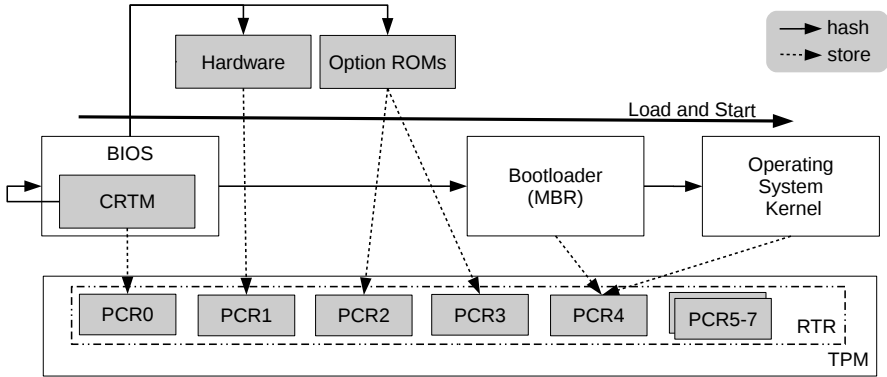 hash
store
Hardware
Option ROMs
Load and Start
BIOS
CRTM
Bootloader
(MBR)
Operating
System
Kernel
PCR0
PCR1
PCR2
PCR3
PCR4
PCR5-7
RTR
TPM